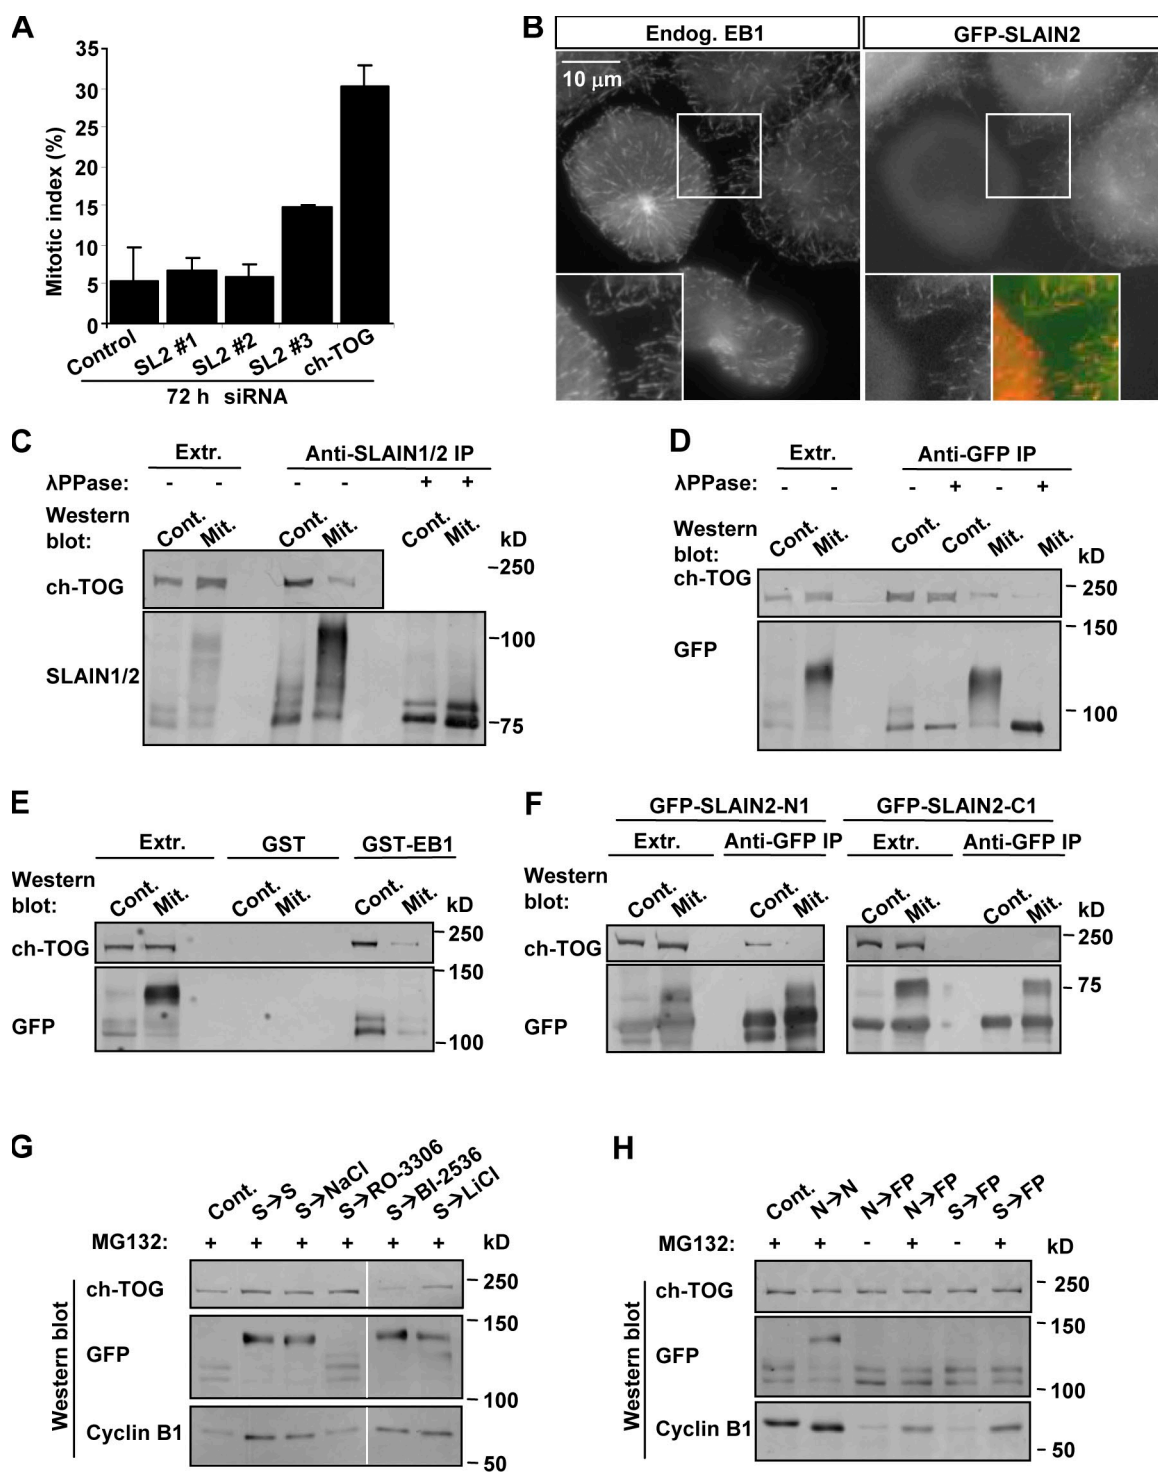 A
35
30
25
20
15
10
5
0
Mitotic index (%)
Control
SL2 #1
SL2 #2
SL2 #3
ch-TOG
72 h siRNA
B
Endog. EB1
GFP-SLAIN2
10 μm
C
Extr.
Anti-SLAIN1/2 IP
λPPase: - - - - + +
Western
blot:
Cont. Mit. Cont. Mit. Cont. Mit.
kD
ch-TOG
250
SLAIN1/2
100
75
D
Extr.
Anti-GFP IP
λPPase: - - - + - +
Western
blot:
Cont. Mit. Cont. Cont. Mit. Mit.
kD
ch-TOG
250
150
GFP
100
E
Extr.
GST
GST-EB1
Western
blot:
Cont. Mit. Cont. Mit. Cont. Mit.
kD
ch-TOG
250
150
GFP
100
F
GFP-SLAIN2-N1
GFP-SLAIN2-C1
Extr.
Anti-GFP IP
Extr.
Anti-GFP IP
Western
blot:
Cont. Mit. Cont. Mit. Cont. Mit. Cont. Mit.
kD
ch-TOG
250
75
GFP
G
Cont. S→S S→NaCl S→RO-3306 S→BI-2536 S→LiCl
MG132: + + + + + +
kD
Western blot
ch-TOG
250
150
GFP
100
Cyclin B1
50
H
Cont. N→N N→FP N→FP S→FP S→FP
MG132: + + - + - +
kD
Western blot
ch-TOG
250
150
GFP
100
Cyclin B1
50